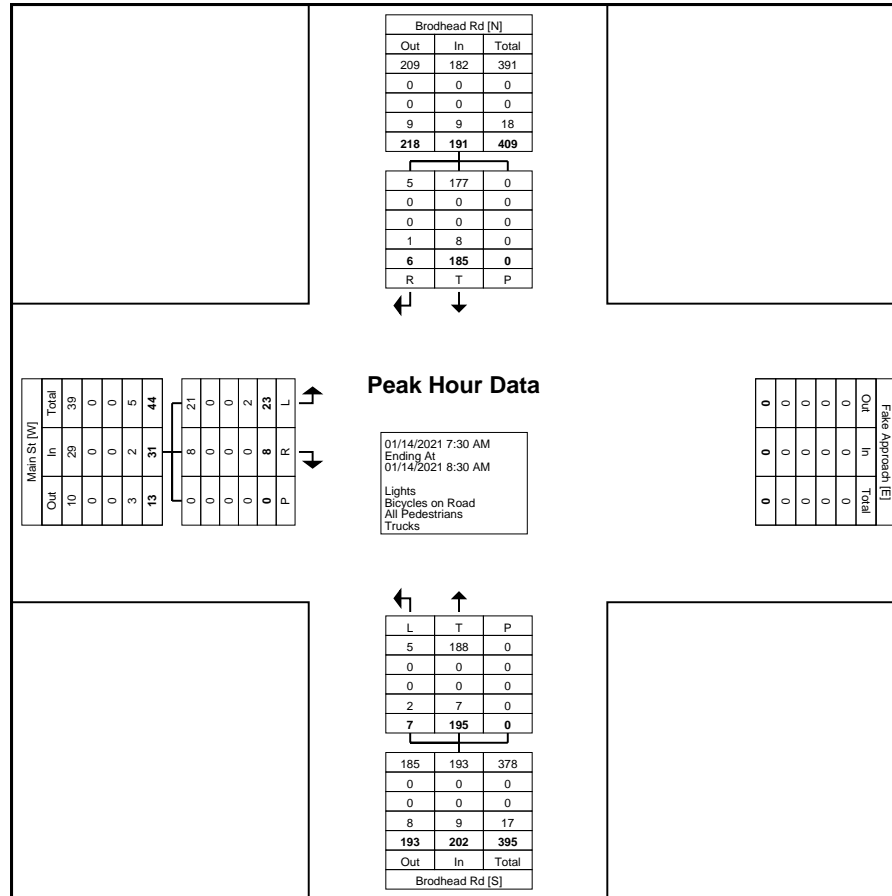 Brodhead Rd [N]
Out In Total
209 182 391
0 0 0
0 0 0
9 9 18
218 191 409
5 177 0
0 0 0
0 0 0
1 8 0
6 185 0
R T P
Peak Hour Data
01/14/2021 7:30 AM
Ending At
01/14/2021 8:30 AM
Lights
Bicycles on Road
All Pedestrians
Trucks
Main St [W]
Total 39 0 0 5 44
In 29 0 0 2 31
Out 10 0 0 3 13
21 0 0 2 23 L
8 0 0 0 8 R
0 0 0 0 0 P
Fake Approach [E]
Out 0 0 0 0 0
In 0 0 0 0 0
Total 0 0 0 0 0
L T P
5 188 0
0 0 0
0 0 0
2 7 0
7 195 0
185 193 378
0 0 0
0 0 0
8 9 17
193 202 395
Out In Total
Brodhead Rd [S]